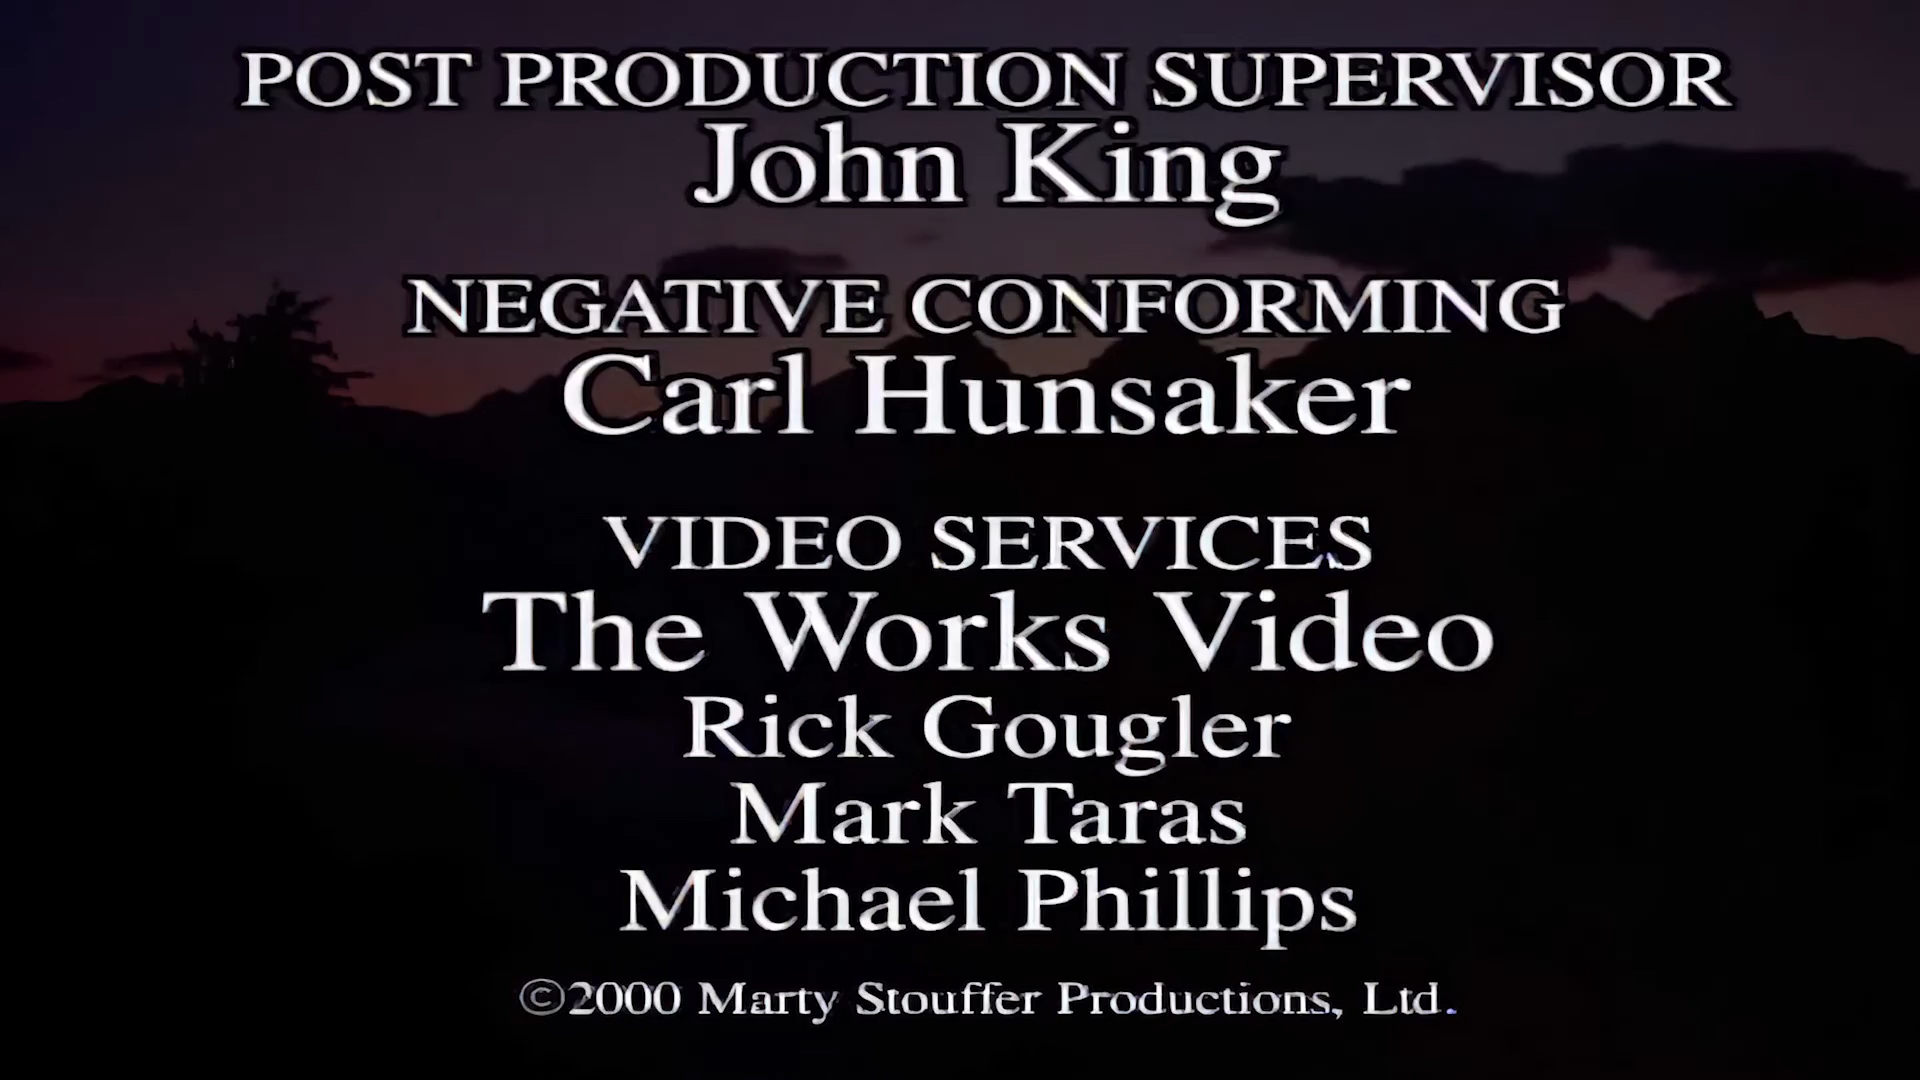 POST PRODUCTION SUPERVISOR
John King
NEGATIVE CONFORMING
Carl Hunsaker
VIDEO SERVICES
The Works Video
Rick Gougler
Mark Taras
Michael Phillips
©2000 Marty Stouffer Productions, Ltd.